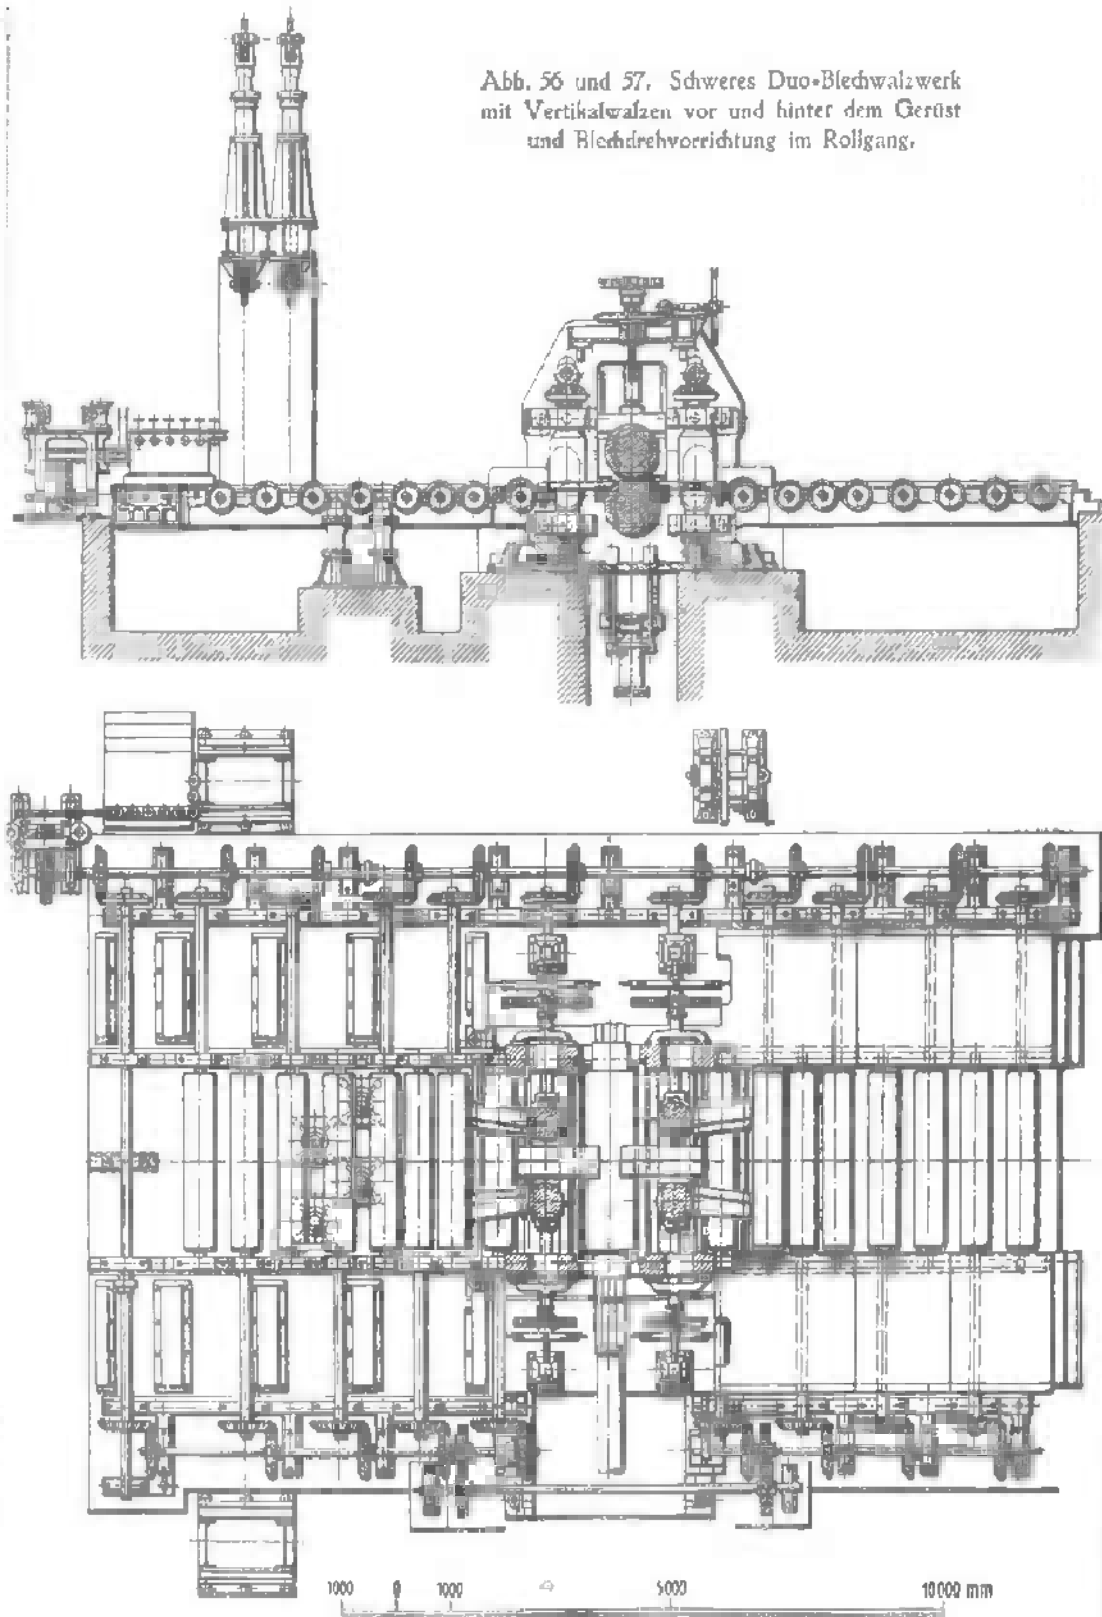 Abb. 56 und 57. Schweres Duo-Blechwalzwerk
mit Vertikalwalzen vor und hinter dem Gerüst
und Blechdrehvorrichtung im Rollgang.
1000 0 1000 5000 10000 mm